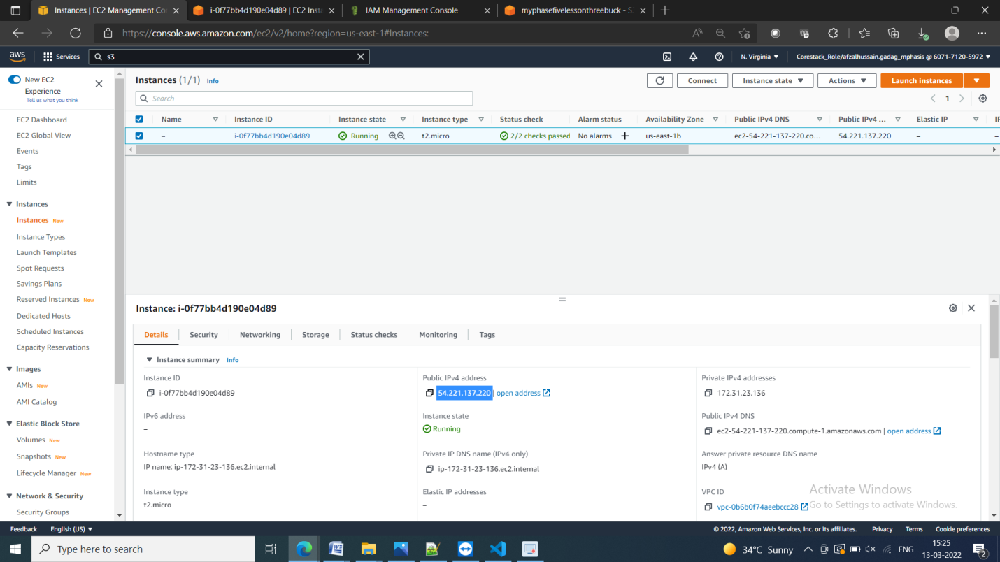 Instances | EC2 Management Con
i-0f77bb4d190e04d89 | EC2 Insta
IAM Management Console
myphasefivelessonthreebuck - S3
https://console.aws.amazon.com/ec2/v2/home?region=us-east-1#Instances:
aws
Services
s3
N. Virginia
Corestack_Role/afzalhussain.gadag_mphasis @ 6071-7120-5972
New EC2
Experience
Tell us what you think
EC2 Dashboard
EC2 Global View
Events
Tags
Limits
Instances
Instances New
Instance Types
Launch Templates
Spot Requests
Savings Plans
Reserved Instances New
Dedicated Hosts
Scheduled Instances
Capacity Reservations
Images
AMIs New
AMI Catalog
Elastic Block Store
Volumes New
Snapshots New
Lifecycle Manager New
Network & Security
Security Groups
Instances (1/1) Info
Connect
Instance state
Actions
Launch instances
Search
1
Name Instance ID Instance state Instance type Status check Alarm status Availability Zone Public IPv4 DNS Public IPv4 ... Elastic IP IP
– i-0f77bb4d190e04d89 Running t2.micro 2/2 checks passed No alarms + us-east-1b ec2-54-221-137-220.co... 54.221.137.220 – –
Instance: i-0f77bb4d190e04d89
Details Security Networking Storage Status checks Monitoring Tags
Instance summary Info
Instance ID
i-0f77bb4d190e04d89
Public IPv4 address
54.221.137.220 | open address
Private IPv4 addresses
172.31.23.136
IPv6 address
–
Instance state
Running
Public IPv4 DNS
ec2-54-221-137-220.compute-1.amazonaws.com | open address
Hostname type
IP name: ip-172-31-23-136.ec2.internal
Private IP DNS name (IPv4 only)
ip-172-31-23-136.ec2.internal
Answer private resource DNS name
IPv4 (A)
Instance type
t2.micro
Elastic IP addresses
–
VPC ID
vpc-0b6b0f74aeebccc28
Activate Windows
Go to Settings to activate Windows.
Feedback English (US)
© 2022, Amazon Web Services, Inc. or its affiliates. Privacy Terms Cookie preferences
Type here to search
34°C Sunny
ENG
15:25
13-03-2022
2